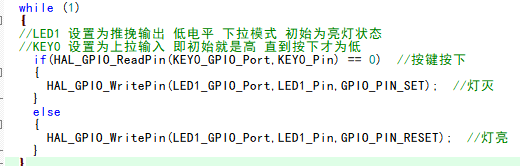 while (1)
{
//LED1 设置为推挽输出 低电平 下拉模式 初始为亮灯状态
//KEY0 设置为上拉输入 即初始就是高 直到按下才为低
if(HAL_GPIO_ReadPin(KEY0_GPIO_Port,KEY0_Pin) == 0) //按键按下
{
HAL_GPIO_WritePin(LED1_GPIO_Port,LED1_Pin,GPIO_PIN_SET); //灯灭
}
else
{
HAL_GPIO_WritePin(LED1_GPIO_Port,LED1_Pin,GPIO_PIN_RESET); //灯亮
}
}